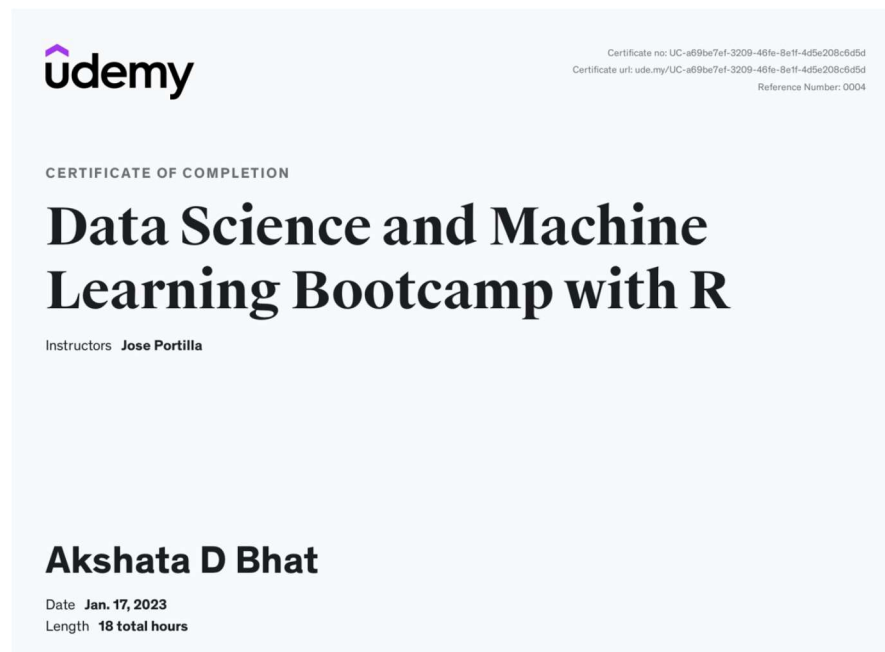 udemy
Certificate no: UC-a69be7ef-3209-46fe-8e1f-4d5e208c6d5d
Certificate url: ude.my/UC-a69be7ef-3209-46fe-8e1f-4d5e208c6d5d
Reference Number: 0004
CERTIFICATE OF COMPLETION
Data Science and Machine
Learning Bootcamp with R
Instructors Jose Portilla
Akshata D Bhat
Date Jan. 17, 2023
Length 18 total hours